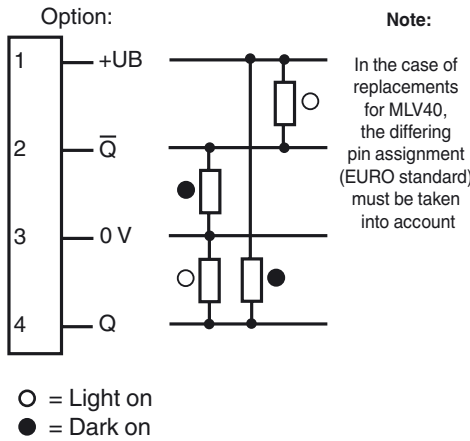 Option:
1 +UB
2 Q̅
3 0 V
4 Q
○ = Light on
● = Dark on
Note:
In the case of
replacements
for MLV40,
the differing
pin assignment
(EURO standard)
must be taken
into account